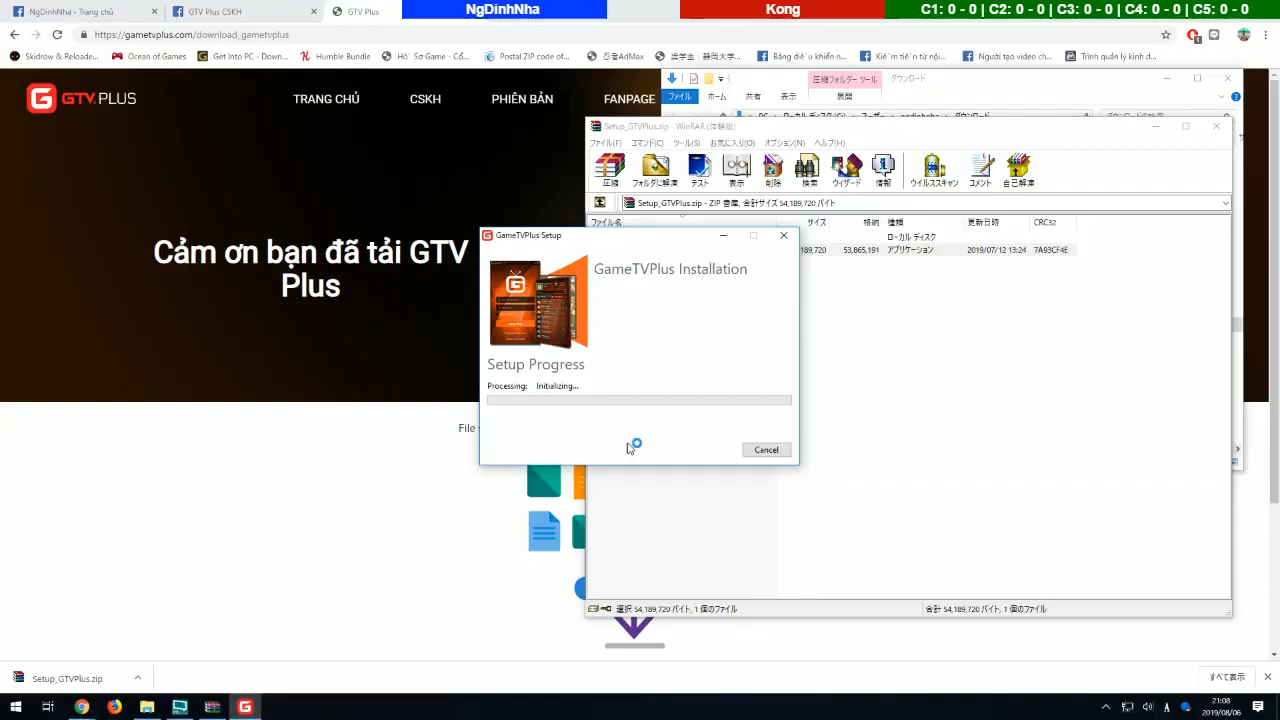 NgDinhNha - Trang chủ
GTV Plus CSKH
GTV Plus
NgDinhNha
Kong
C1: 0 - 0 | C2: 0 - 0 | C3: 0 - 0 | C4: 0 - 0 | C5: 0 - 0
https://gametvplus.com/download_gametvplus
Skidrow & Reloade...
Ocean of Games
Get Into PC - Down...
Humble Bundle
Postal ZIP code of...
忍者AdMax
Trình quản lý kinh d...
GTV PLUS
TRANG CHỦ
CSKH
PHIÊN BẢN
FANPAGE
圧縮フォルダー ツール
ダウンロード
ファイル
ホーム
共有
表示
展開
Setup_GTVPlus.zip - WinRAR (体験版)
ファイル(F)
コマンド(C)
ツール(S)
お気に入り(O)
オプション(N)
ヘルプ(H)
圧縮
フォルダに解凍
テスト
表示
削除
検索
ウィザード
情報
ウイルススキャン
コメント
自己解凍
Setup_GTVPlus.zip - ZIP 書庫, 合計サイズ 54,189,720 バイト
ファイル名
サイズ
格納
種類
更新日時
CRC32
ローカル ディスク
189,720
53,865,191
アプリケーション
2019/07/12 13:24
7A93CF4E
Cảm ơn bạn đã tải GTV
Plus
GameTVPlus Setup
GameTVPlus Installation
Setup Progress
Processing:
Initializing...
Cancel
File
選択 54,189,720 バイト, 1 個のファイル
合計 54,189,720 バイト, 1 個のファイル
Setup_GTVPlus.zip
すべて表示
A
21:08
2019/08/06